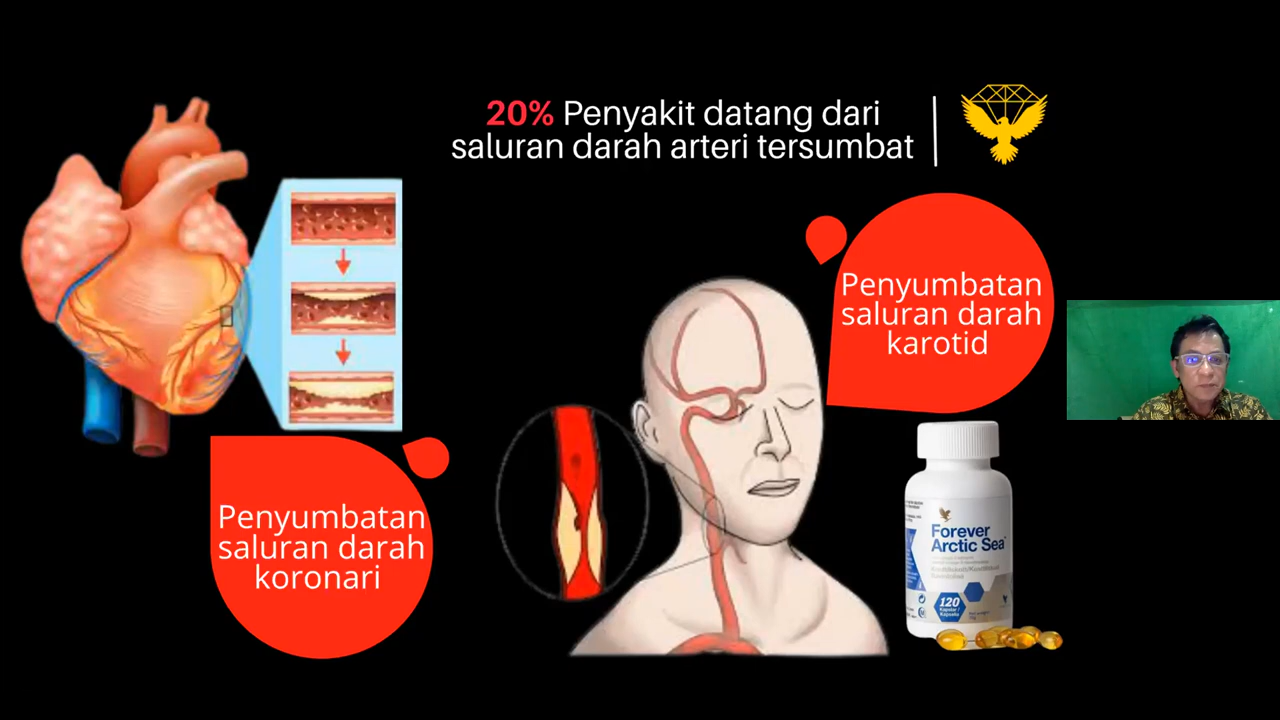 20% Penyakit datang dari
saluran darah arteri tersumbat
Penyumbatan
saluran darah
karotid
Penyumbatan
saluran darah
koronari
Forever
Arctic Sea
120